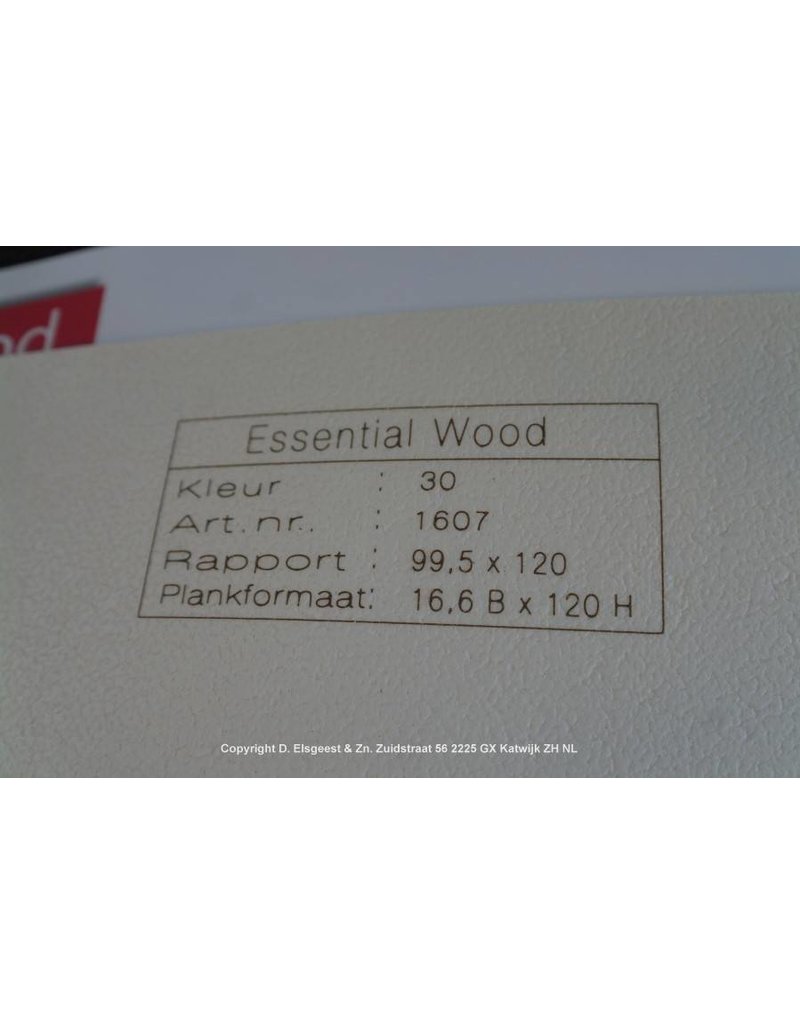 Essential Wood
Kleur : 30
Art.nr.. : 1607
Rapport : 99,5 x 120
Plankformaat: 16,6 B x 120 H
Copyright D. Elsgeest & Zn. Zuidstraat 56 2225 GX Katwijk ZH NL